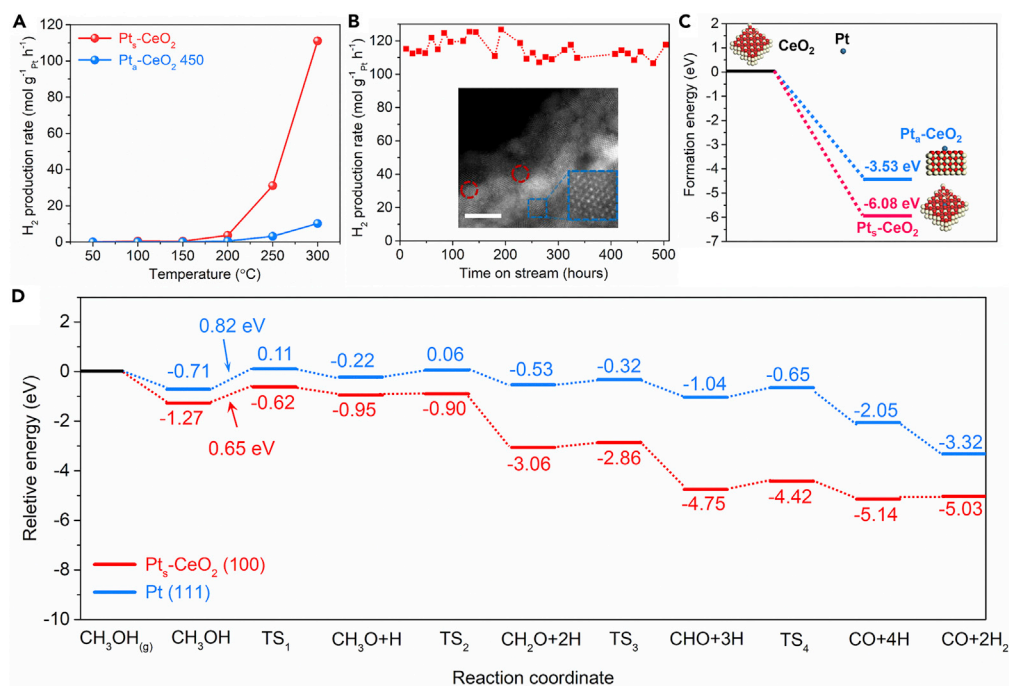 A
H₂ production rate (mol g⁻¹Pt h⁻¹)
120
100
80
60
40
20
0
Ptₛ-CeO₂
Ptₐ-CeO₂ 450
50 100 150 200 250 300
Temperature (°C)
B
H₂ production rate (mol g⁻¹Pt h⁻¹)
120
100
80
60
40
20
0
0 100 200 300 400 500
Time on stream (hours)
C
Formation energy (eV)
2
1
0
-1
-2
-3
-4
-5
-6
-7
CeO₂
Pt
Ptₐ-CeO₂
-3.53 eV
-6.08 eV
Ptₛ-CeO₂
D
Reletive energy (eV)
2
0
-2
-4
-6
-8
-10
0.82 eV
-0.71 0.11 -0.22 0.06 -0.53 -0.32 -1.04 -0.65 -2.05 -3.32
-1.27 -0.62 -0.95 -0.90 -3.06 -2.86 -4.75 -4.42 -5.14 -5.03
0.65 eV
Ptₛ-CeO₂ (100)
Pt (111)
CH₃OH(g) CH₃OH TS₁ CH₃O+H TS₂ CH₂O+2H TS₃ CHO+3H TS₄ CO+4H CO+2H₂
Reaction coordinate